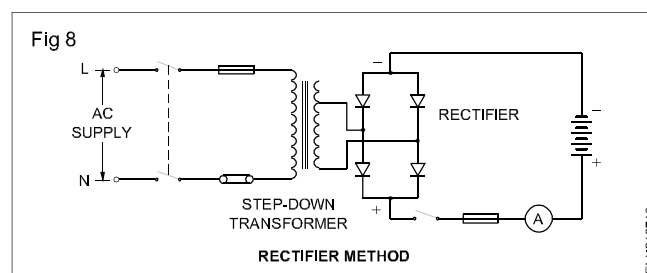 Fig 8
L
AC
SUPPLY
N
STEP-DOWN
TRANSFORMER
−
RECTIFIER
+
−
+
A
RECTIFIER METHOD